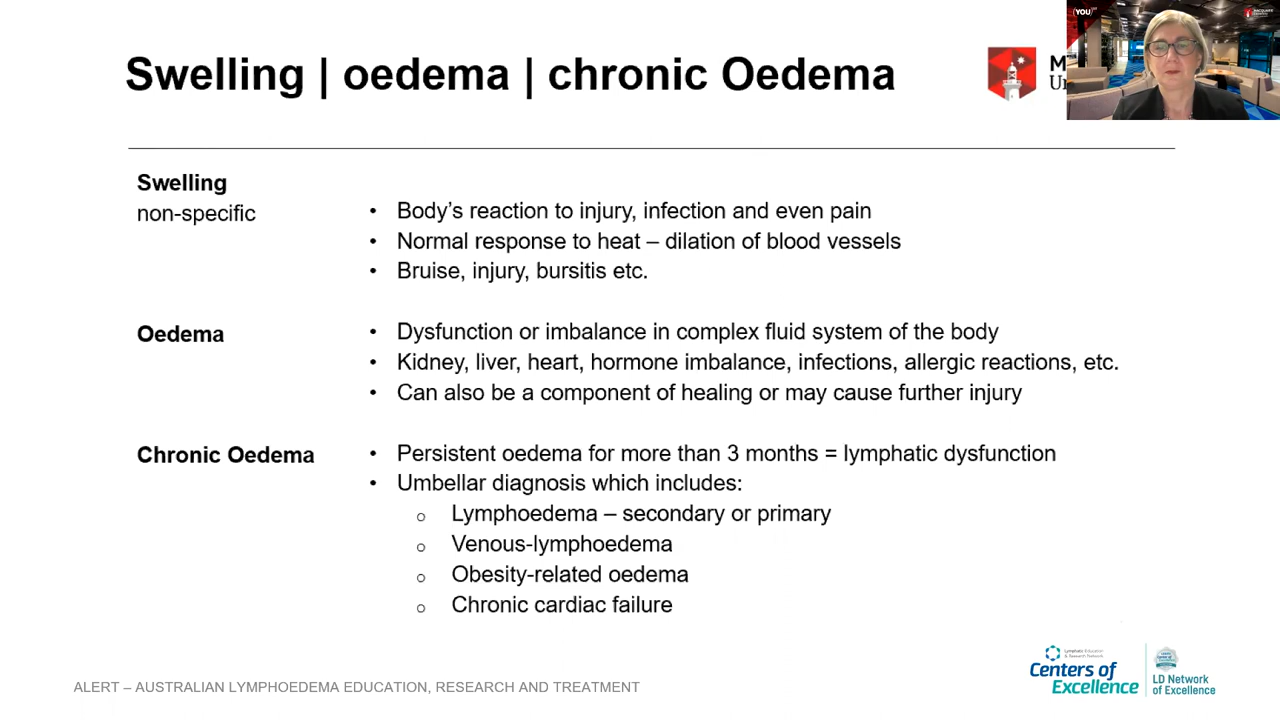 Swelling | oedema | chronic Oedema
(YOU)
Swelling
non-specific
• Body's reaction to injury, infection and even pain
• Normal response to heat – dilation of blood vessels
• Bruise, injury, bursitis etc.
Oedema
• Dysfunction or imbalance in complex fluid system of the body
• Kidney, liver, heart, hormone imbalance, infections, allergic reactions, etc.
• Can also be a component of healing or may cause further injury
Chronic Oedema
• Persistent oedema for more than 3 months = lymphatic dysfunction
• Umbellar diagnosis which includes:
o Lymphoedema – secondary or primary
o Venous-lymphoedema
o Obesity-related oedema
o Chronic cardiac failure
ALERT – AUSTRALIAN LYMPHOEDEMA EDUCATION, RESEARCH AND TREATMENT
Lymphatic Education
& Research Network
Centers of
Excellence
LD Network
of Excellence